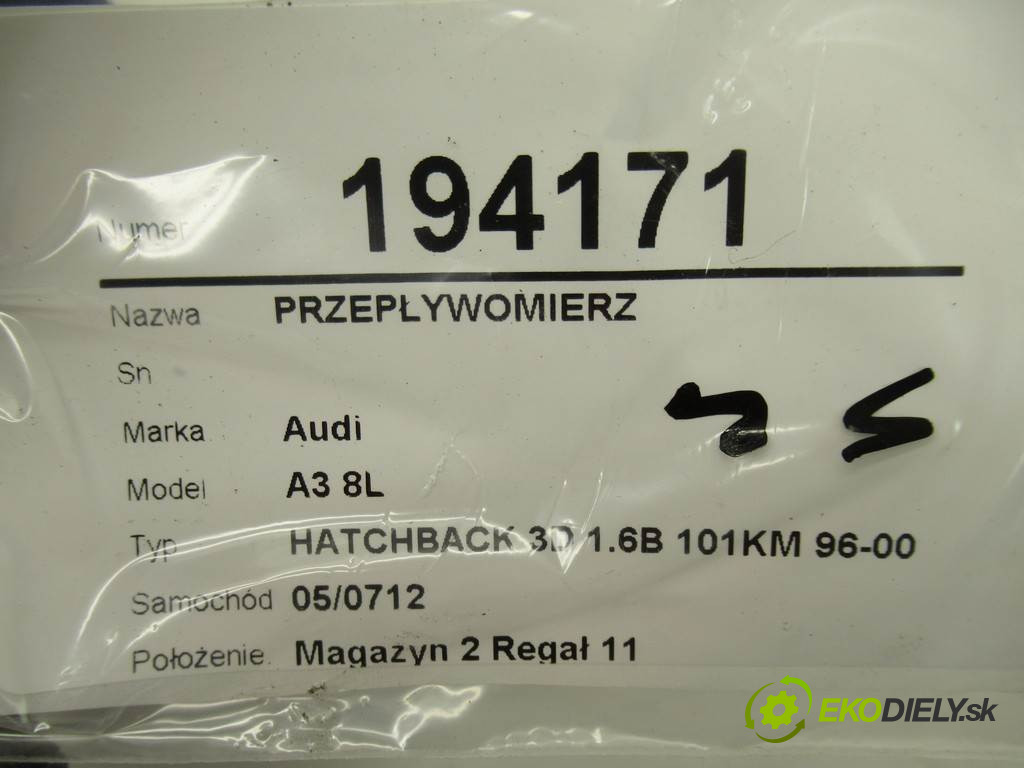 Numer 194171
Nazwa PRZEPŁYWOMIERZ
Sn
Marka Audi
Model A3 8L
Typ HATCHBACK 3D 1.6B 101KM 96-00
Samochód 05/0712
Położenie Magazyn 2 Regał 11
EKODIELY.sk